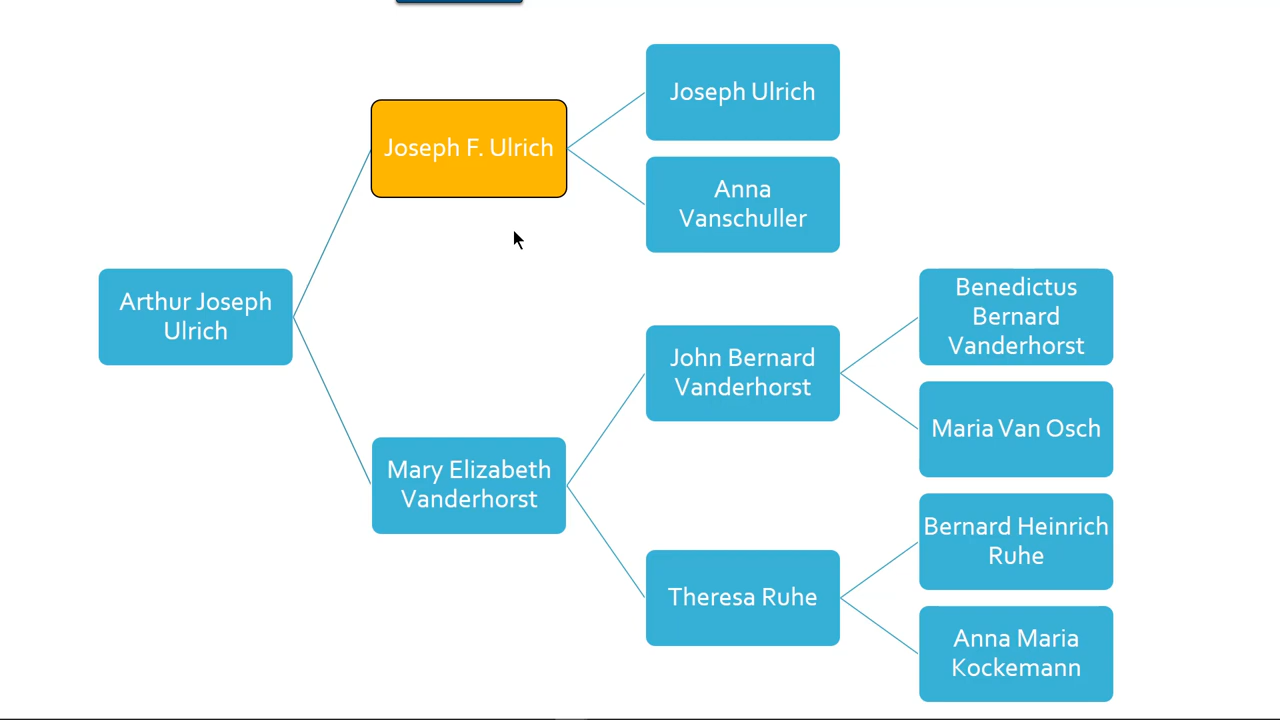 Joseph Ulrich
Joseph F. Ulrich
Anna
Vanschuller
Arthur Joseph
Ulrich
Benedictus
Bernard
Vanderhorst
John Bernard
Vanderhorst
Maria Van Osch
Mary Elizabeth
Vanderhorst
Bernard Heinrich
Ruhe
Theresa Ruhe
Anna Maria
Kockemann